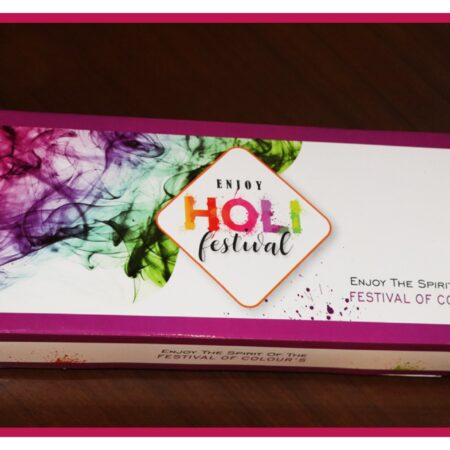 ENJOY
HOLI
festival
ENJOY THE SPIRIT
FESTIVAL OF CO
ENJOY THE SPIRIT OF THE
FESTIVAL OF COLOUR'S